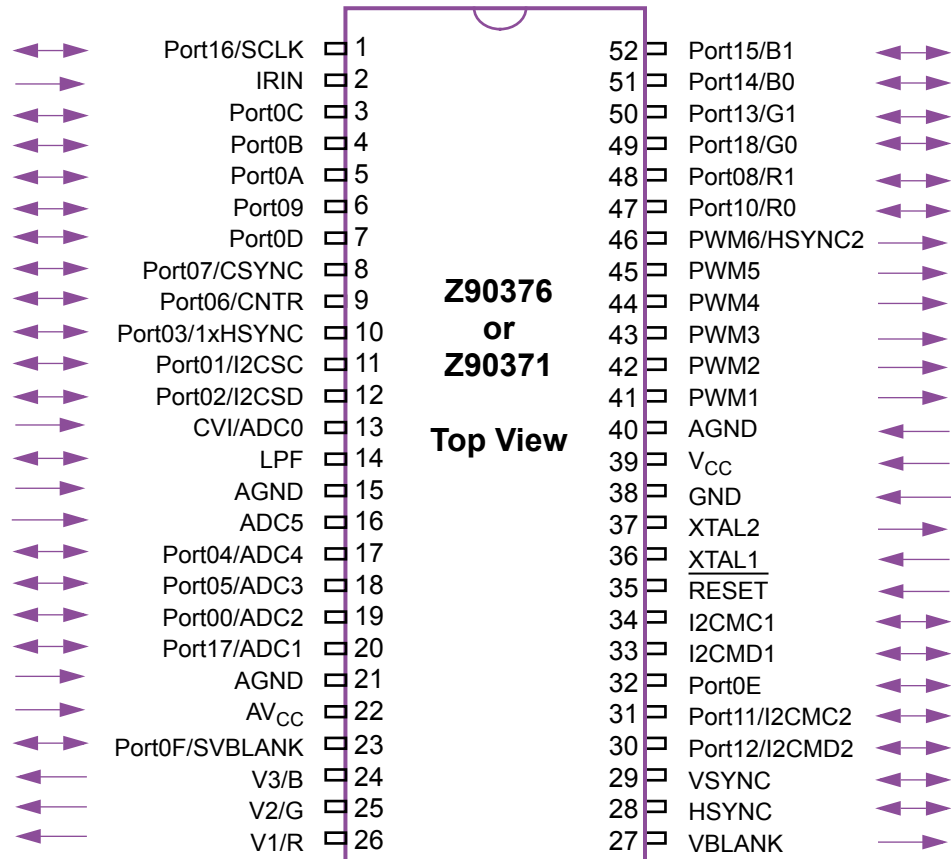 Port16/SCLK 1
IRIN 2
Port0C 3
Port0B 4
Port0A 5
Port09 6
Port0D 7
Port07/CSYNC 8
Port06/CNTR 9
Port03/1xHSYNC 10
Port01/I2CSC 11
Port02/I2CSD 12
CVI/ADC0 13
LPF 14
AGND 15
ADC5 16
Port04/ADC4 17
Port05/ADC3 18
Port00/ADC2 19
Port17/ADC1 20
AGND 21
AVCC 22
Port0F/SVBLANK 23
V3/B 24
V2/G 25
V1/R 26
Z90376
or
Z90371
Top View
52 Port15/B1
51 Port14/B0
50 Port13/G1
49 Port18/G0
48 Port08/R1
47 Port10/R0
46 PWM6/HSYNC2
45 PWM5
44 PWM4
43 PWM3
42 PWM2
41 PWM1
40 AGND
39 VCC
38 GND
37 XTAL2
36 XTAL1
35 RESET
34 I2CMC1
33 I2CMD1
32 Port0E
31 Port11/I2CMC2
30 Port12/I2CMD2
29 VSYNC
28 HSYNC
27 VBLANK